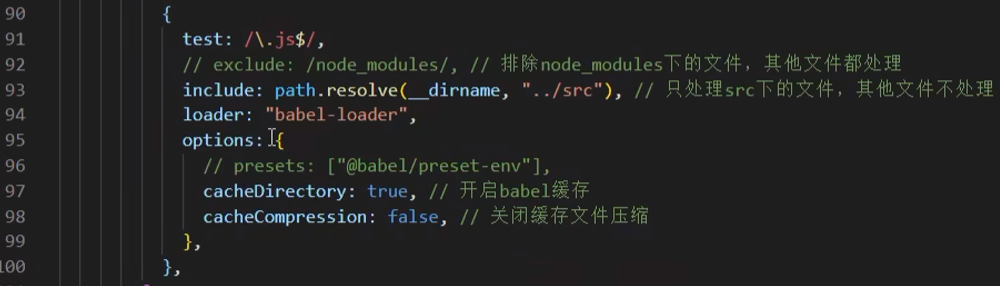 90 {
91 test: /\.js$/,
92 // exclude: /node_modules/, // 排除node_modules下的文件，其他文件都处理
93 include: path.resolve(__dirname, "../src"), // 只处理src下的文件，其他文件不处理
94 loader: "babel-loader",
95 options: {
96 // presets: ["@babel/preset-env"],
97 cacheDirectory: true, // 开启babel缓存
98 cacheCompression: false, // 关闭缓存文件压缩
99 },
100 },